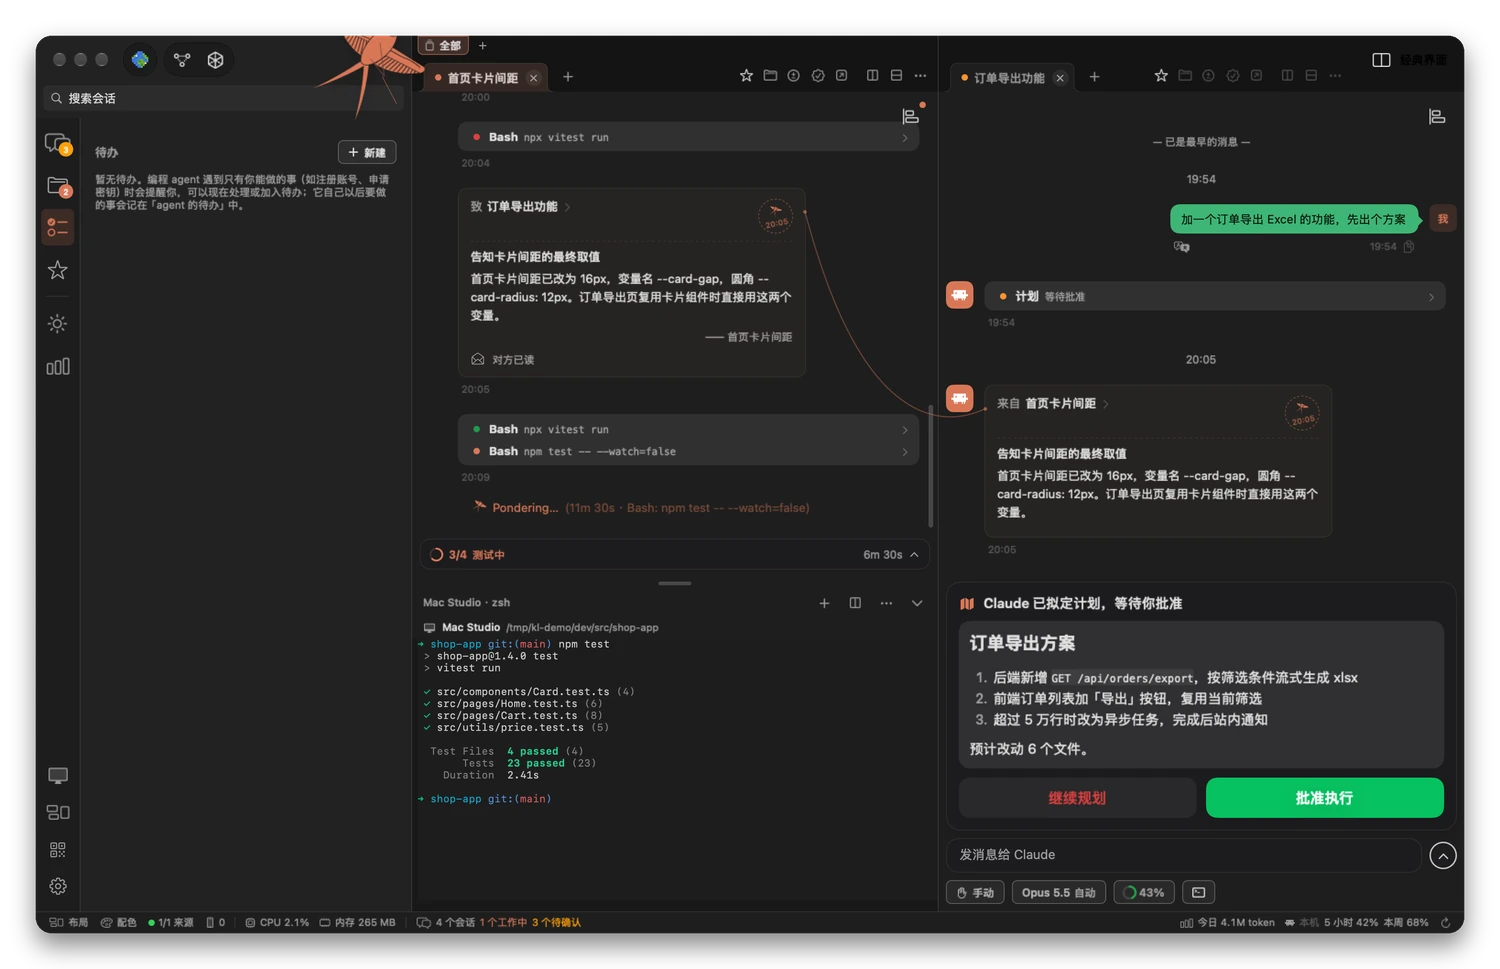 全部
经典界面
搜索会话
首页卡片间距
订单导出功能
3
2
待办
新建
暂无待办。编程 agent 遇到只有你能做的事（如注册账号、申请
密钥）时会提醒你，可以现在处理或加入待办；它自己以后要做
的事会记在「agent 的待办」中。
20:00
Bash npx vitest run
20:04
致 订单导出功能
20:05
告知卡片间距的最终取值
首页卡片间距已改为 16px，变量名 --card-gap，圆角 --
card-radius: 12px。订单导出页复用卡片组件时直接用这两个
变量。
—— 首页卡片间距
对方已读
20:05
Bash npx vitest run
Bash npm test -- --watch=false
20:09
Pondering... (11m 30s · Bash: npm test -- --watch=false)
3/4 测试中
6m 30s
Mac Studio · zsh
Mac Studio /tmp/kl-demo/dev/src/shop-app
→ shop-app git:(main) npm test
> shop-app@1.4.0 test
> vitest run
✓ src/components/Card.test.ts (4)
✓ src/pages/Home.test.ts (6)
✓ src/pages/Cart.test.ts (8)
✓ src/utils/price.test.ts (5)
Test Files 4 passed (4)
Tests 23 passed (23)
Duration 2.41s
→ shop-app git:(main)
— 已是最早的消息 —
19:54
加一个订单导出 Excel 的功能，先出个方案
我
19:54
计划 等待批准
19:54
20:05
来自 首页卡片间距
20:05
告知卡片间距的最终取值
首页卡片间距已改为 16px，变量名 --card-gap，圆角 --
card-radius: 12px。订单导出页复用卡片组件时直接用这两个
变量。
20:05
Claude 已拟定计划，等待你批准
订单导出方案
1. 后端新增 GET /api/orders/export，按筛选条件流式生成 xlsx
2. 前端订单列表加「导出」按钮，复用当前筛选
3. 超过 5 万行时改为异步任务，完成后站内通知
预计改动 6 个文件。
继续规划
批准执行
发消息给 Claude
手动
Opus 5.5 自动
43%
布局
配色
1/1 来源
0
CPU 2.1%
内存 265 MB
4 个会话 1 个工作中 3 个待确认
今日 4.1M token
本机 5 小时 42% 本周 68%